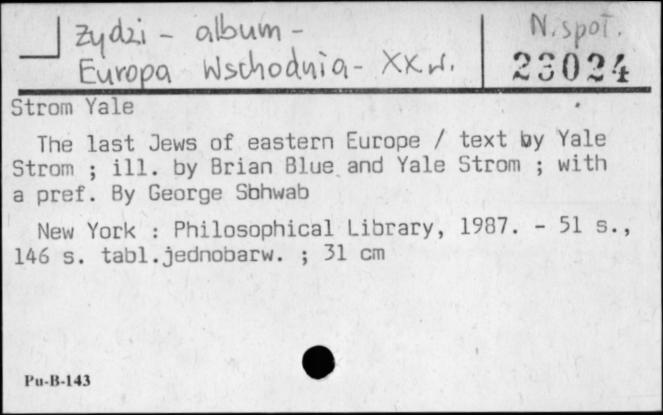 Żydzi - album - N. społ.
Europa Wschodnia - XX w. 23024
Strom Yale
The last Jews of eastern Europe / text by Yale
Strom ; ill. by Brian Blue and Yale Strom ; with
a pref. By George Sbhwab
New York : Philosophical Library, 1987. - 51 s.,
146 s. tabl.jednobarw. ; 31 cm
Pu-B-143